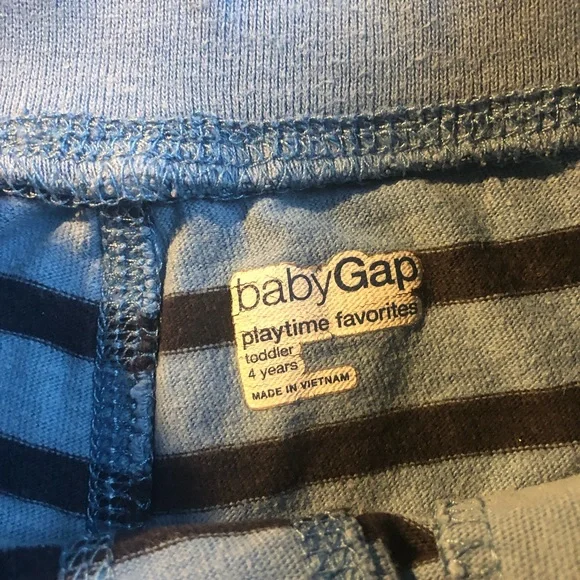 babyGap
playtime favorites
toddler
4 years
MADE IN VIETNAM